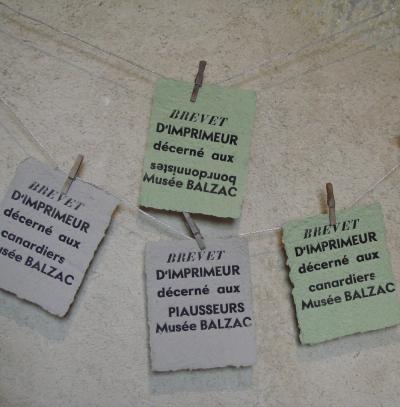 BREVET
D'IMPRIMEUR
décerné aux
bourdonnistes
Musée BALZAC
BREVET
D'IMPRIMEUR
décerné aux
canardiers
usée BALZAC
BREVET
D'IMPRIMEUR
décerné aux
PIAUSSEURS
Musée BALZAC
BREVET
D'IMPRIMEUR
décerné aux
canardiers
Musée BALZAC